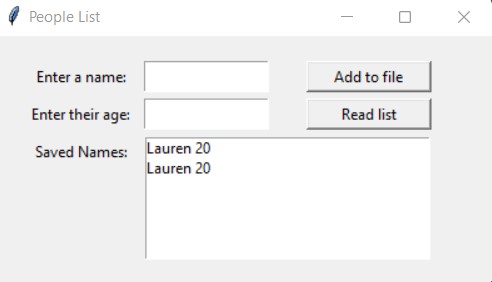 People List
Enter a name:
Add to file
Enter their age:
Read list
Saved Names:
Lauren 20
Lauren 20